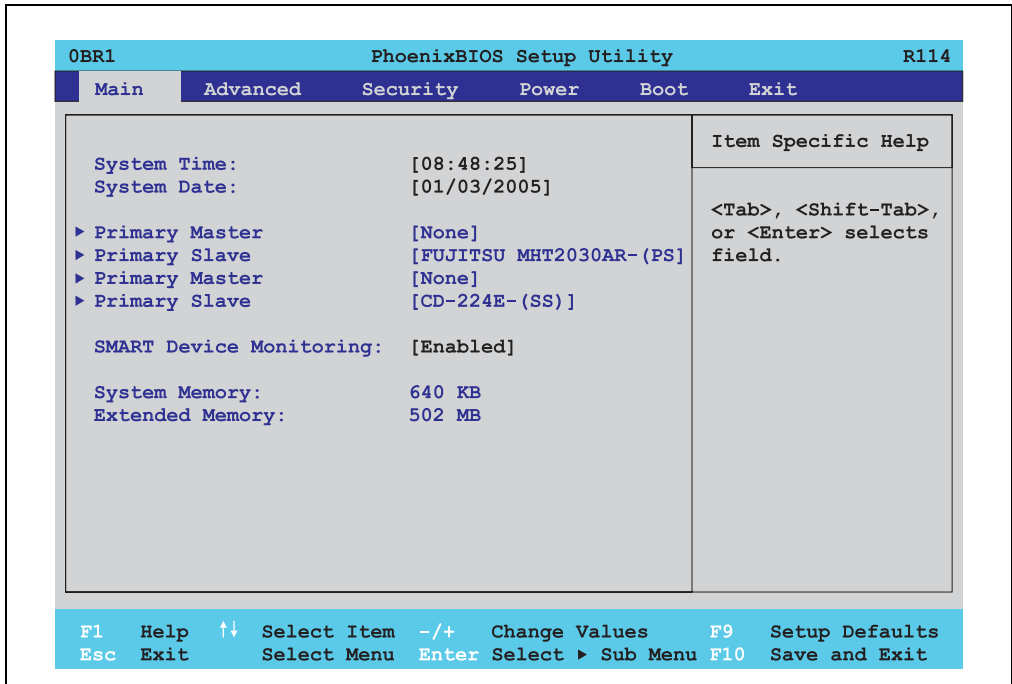 0BR1 PhoenixBIOS Setup Utility R114
Main Advanced Security Power Boot Exit
System Time: [08:48:25]
System Date: [01/03/2005]
▶ Primary Master [None]
▶ Primary Slave [FUJITSU MHT2030AR-(PS]
▶ Primary Master [None]
▶ Primary Slave [CD-224E-(SS)]
SMART Device Monitoring: [Enabled]
System Memory: 640 KB
Extended Memory: 502 MB
Item Specific Help
<Tab>, <Shift-Tab>,
or <Enter> selects
field.
F1 Help ↑↓ Select Item -/+ Change Values F9 Setup Defaults
Esc Exit Select Menu Enter Select ▶ Sub Menu F10 Save and Exit